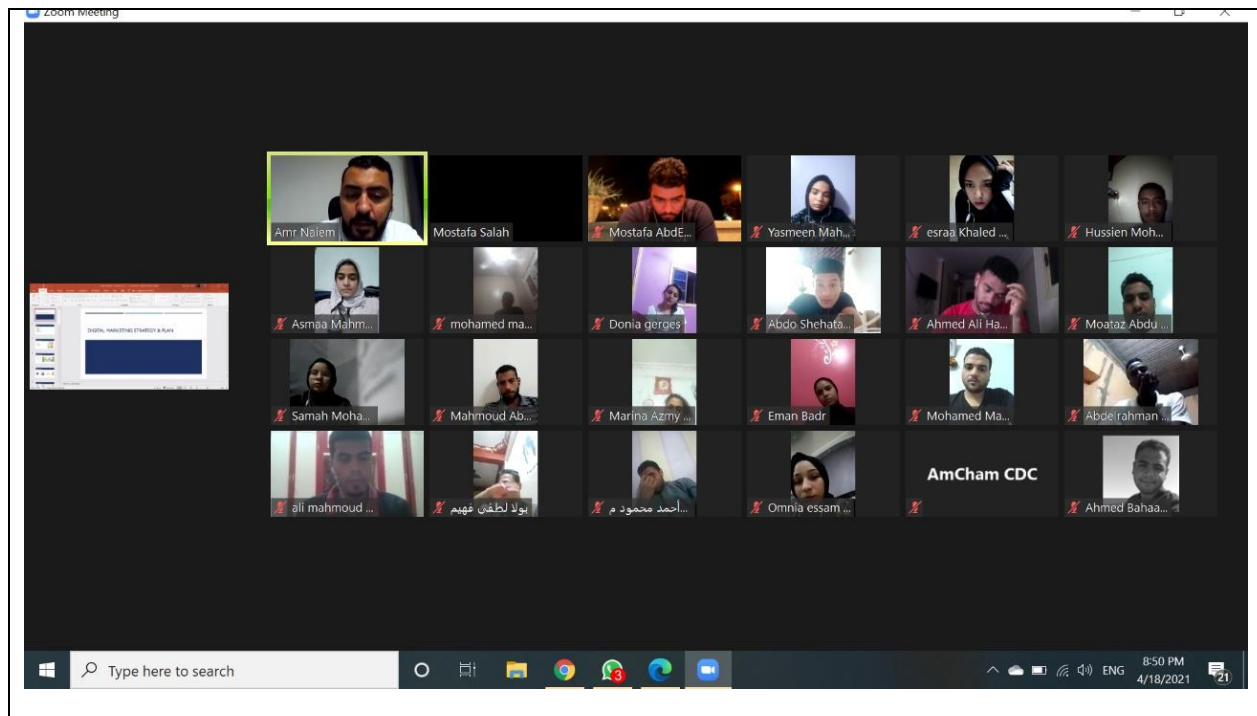 Zoom Meeting
Amr Naiem
Mostafa Salah
Mostafa AbdE...
Yasmeen Mah...
esraa Khaled ...
Hussien Moh...
Asmaa Mahm...
mohamed ma...
Donia gerges
Abdo Shehata...
Ahmed Ali Ha...
Moataz Abdu ...
DIGITAL MARKETING STRATEGY & PLAN
Samah Moha...
Mahmoud Ab...
Marina Azmy ...
Eman Badr
Mohamed Ma...
Abdelrahman ...
ali mahmoud ...
بولا لطفي فهيم
أحمد محمود م...
Omnia essam ...
AmCham CDC
Ahmed Bahaa...
Type here to search
3
ENG
8:50 PM
4/18/2021
21